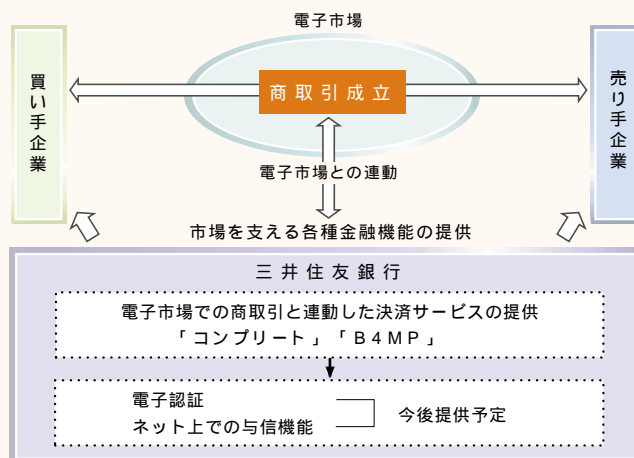 電子市場
買い手企業
商取引成立
売り手企業
電子市場との連動
市場を支える各種金融機能の提供
三井住友銀行
電子市場での商取引と連動した決済サービスの提供
「コンプリート」「B4MP」
電子認証
ネット上での与信機能
今後提供予定